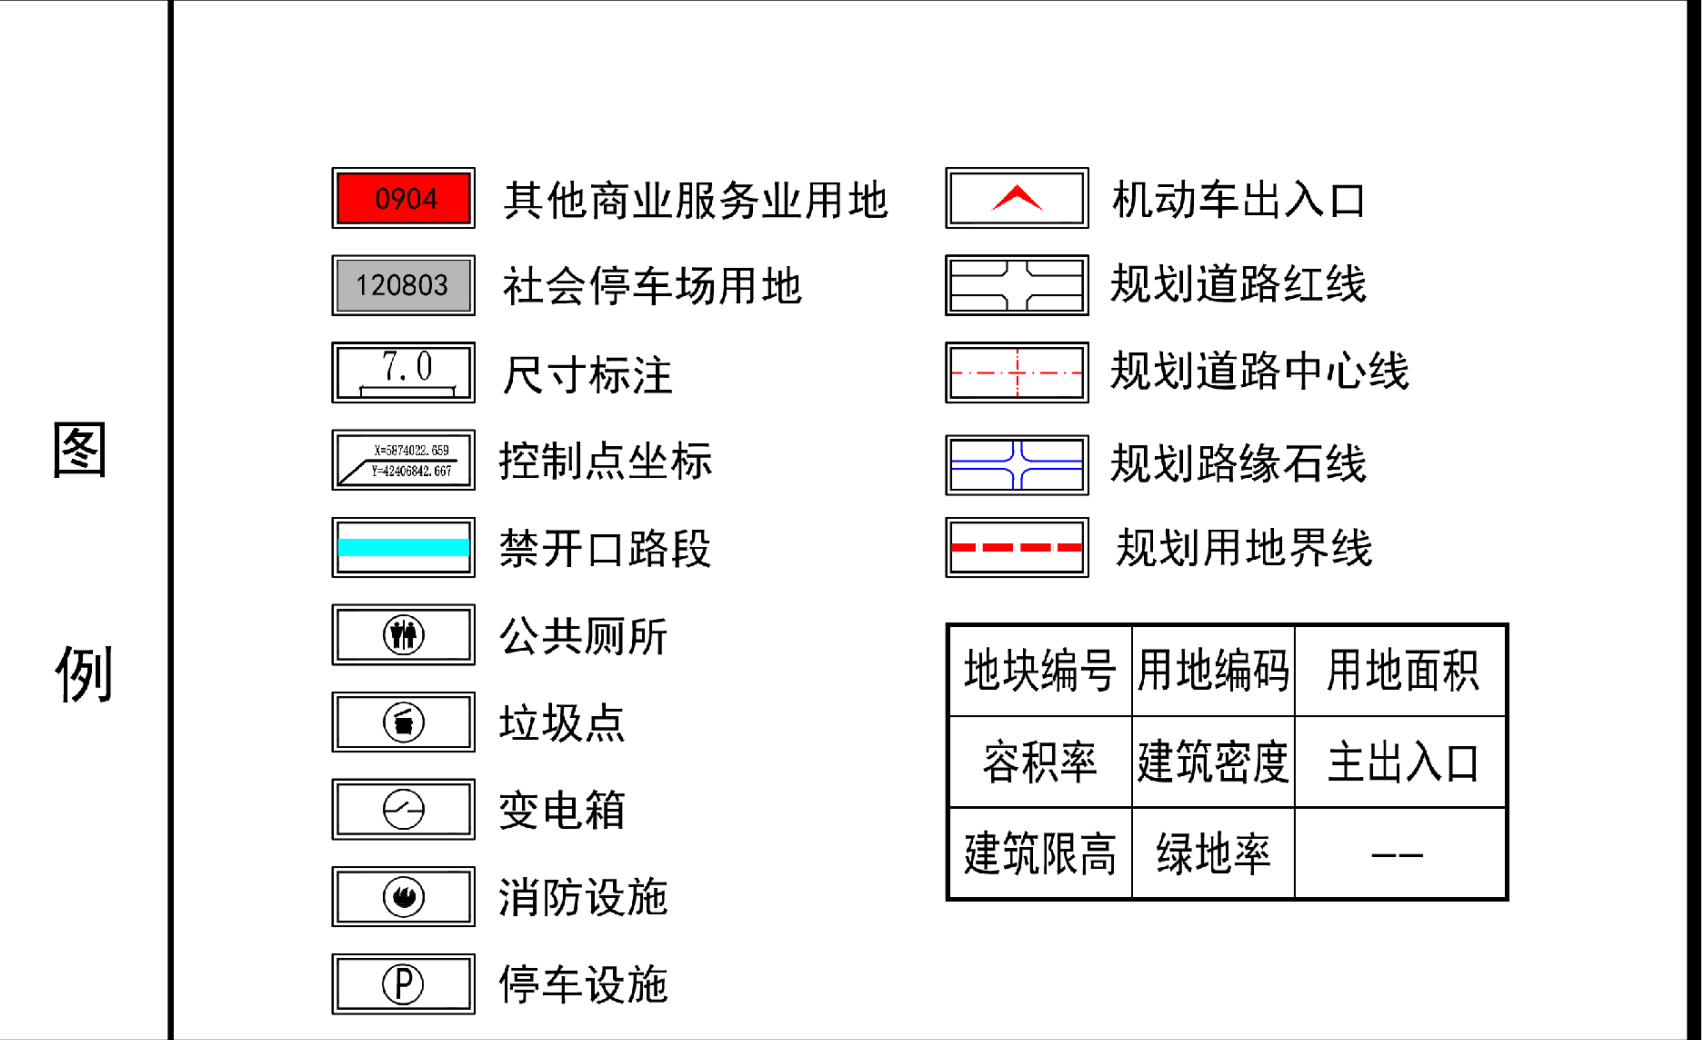 图
例
0904 其他商业服务业用地
120803 社会停车场用地
7.0 尺寸标注
X=5874022.659
Y=42406842.667
控制点坐标
禁开口路段
公共厕所
垃圾点
变电箱
消防设施
P 停车设施
机动车出入口
规划道路红线
规划道路中心线
规划路缘石线
规划用地界线
地块编号 用地编码 用地面积
容积率 建筑密度 主出入口
建筑限高 绿地率 ——